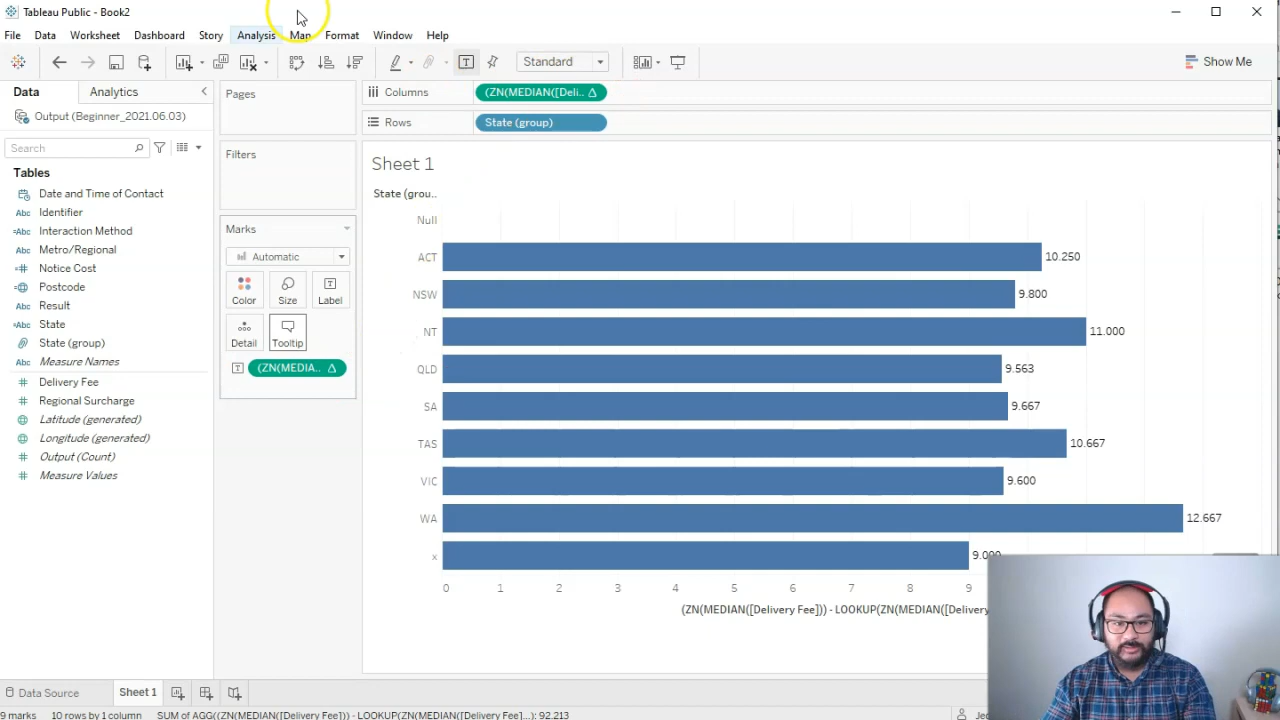 Tableau Public - Book2
File Data Worksheet Dashboard Story Analysis Map Format Window Help
Standard
Show Me
Data Analytics
Output (Beginner_2021.06.03)
Search
Tables
Date and Time of Contact
Abc Identifier
=Abc Interaction Method
Abc Metro/Regional
Notice Cost
Postcode
Abc Result
=Abc State
State (group)
Abc Measure Names
Delivery Fee
Regional Surcharge
Latitude (generated)
Longitude (generated)
Output (Count)
Measure Values
Pages
Filters
Marks
Automatic
Color Size Label
Detail Tooltip
(ZN(MEDIA.. Δ
Columns (ZN(MEDIAN([Deli.. Δ
Rows State (group)
Sheet 1
State (grou..
Null
ACT 10.250
NSW 9.800
NT 11.000
QLD 9.563
SA 9.667
TAS 10.667
VIC 9.600
WA 12.667
x 9.000
0 1 2 3 4 5 6 7 8 9
(ZN(MEDIAN([Delivery Fee])) - LOOKUP(ZN(MEDIAN([Delivery
Data Source Sheet 1
9 marks 10 rows by 1 column SUM of AGG((ZN(MEDIAN([Delivery Fee])) - LOOKUP(ZN(MEDIAN([Delivery Fee]...: 92.213